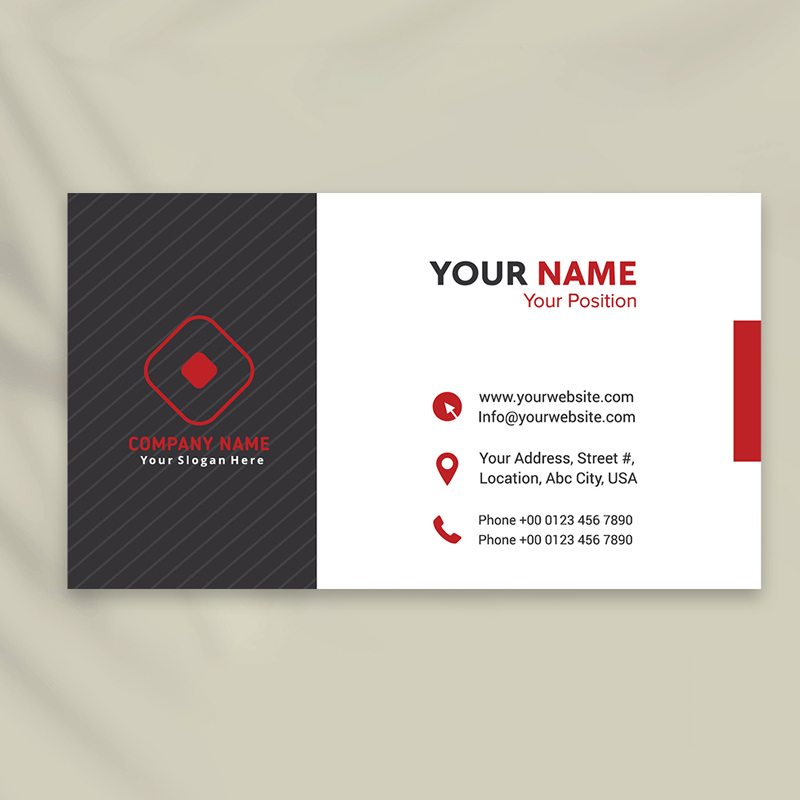 COMPANY NAME
Your Slogan Here
YOUR NAME
Your Position
www.yourwebsite.com
Info@yourwebsite.com
Your Address, Street #,
Location, Abc City, USA
Phone +00 0123 456 7890
Phone +00 0123 456 7890